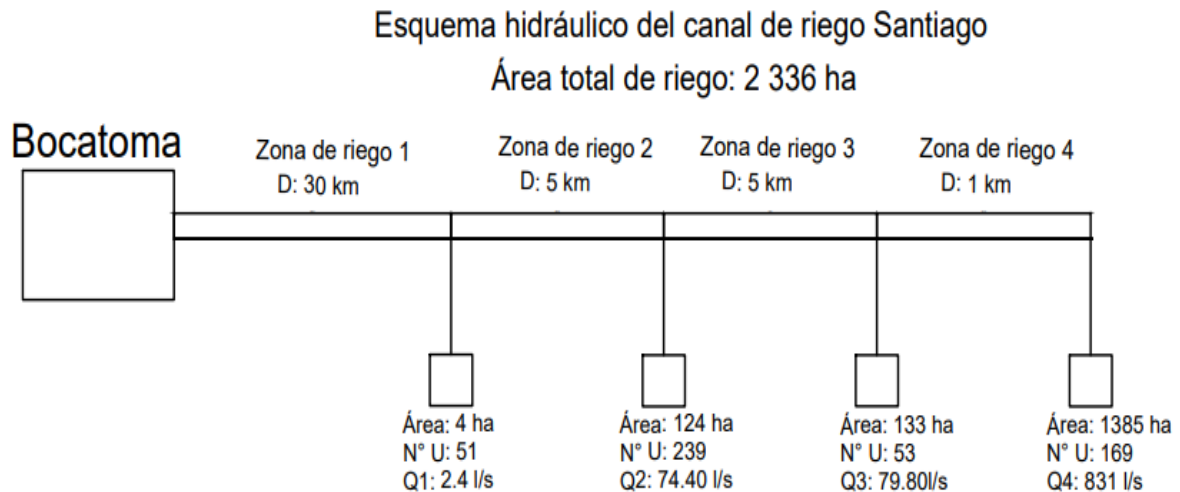 Esquema hidráulico del canal de riego Santiago
Área total de riego: 2 336 ha
Bocatoma
Zona de riego 1
D: 30 km
Zona de riego 2
D: 5 km
Zona de riego 3
D: 5 km
Zona de riego 4
D: 1 km
Área: 4 ha
N° U: 51
Q1: 2.4 l/s
Área: 124 ha
N° U: 239
Q2: 74.40 l/s
Área: 133 ha
N° U: 53
Q3: 79.80l/s
Área: 1385 ha
N° U: 169
Q4: 831 l/s